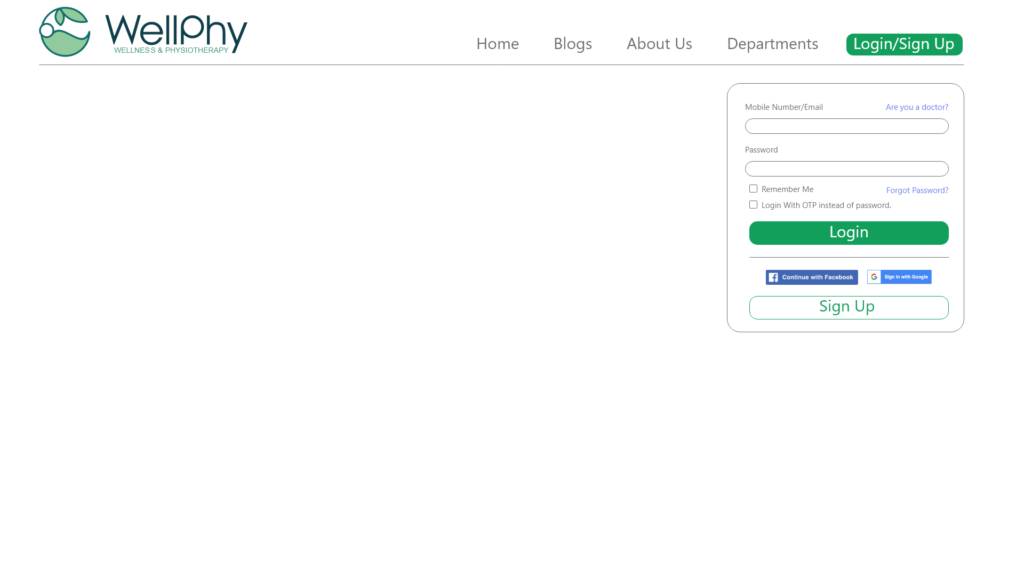 WellPhy
WELLNESS & PHYSIOTHERAPY
Home Blogs About Us Departments Login/Sign Up
Mobile Number/Email Are you a doctor?
Password
Remember Me Forgot Password?
Login With OTP instead of password.
Login
Continue with Facebook Sign in with Google
Sign Up